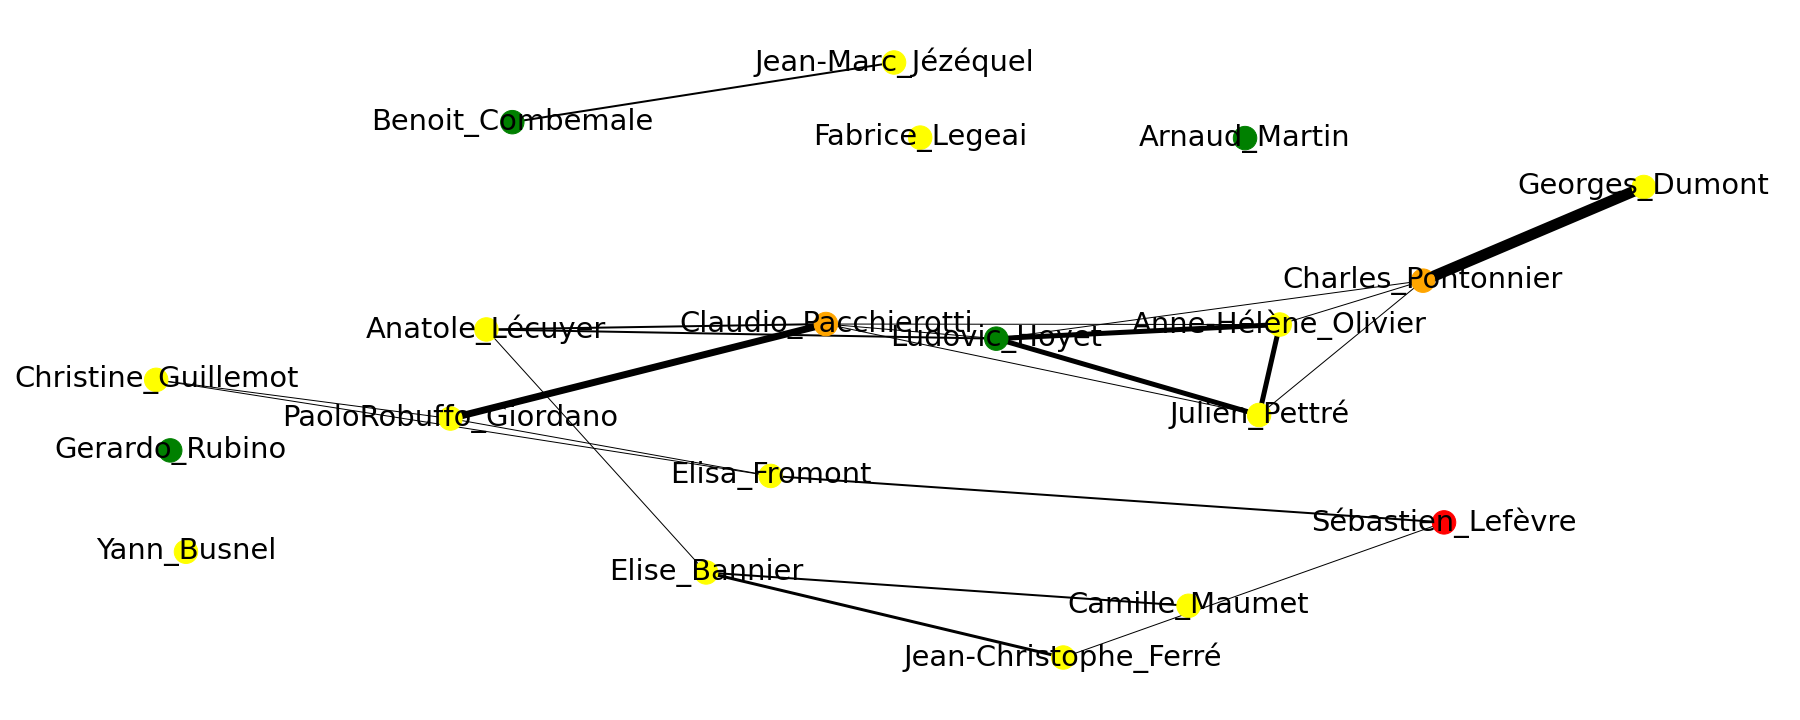 Jean-Marc_Jézéquel
Benoit_Combemale
Fabrice_Legeai
Arnaud_Martin
Georges_Dumont
Charles_Pontonnier
Anatole_Lécuyer
Claudio_Pacchierotti
Ludovic_Hoyet
Anne-Hélène_Olivier
Christine_Guillemot
PaoloRobuffo_Giordano
Julien_Pettré
Gerardo_Rubino
Elisa_Fromont
Sébastien_Lefèvre
Yann_Busnel
Elise_Bannier
Camille_Maumet
Jean-Christophe_Ferré